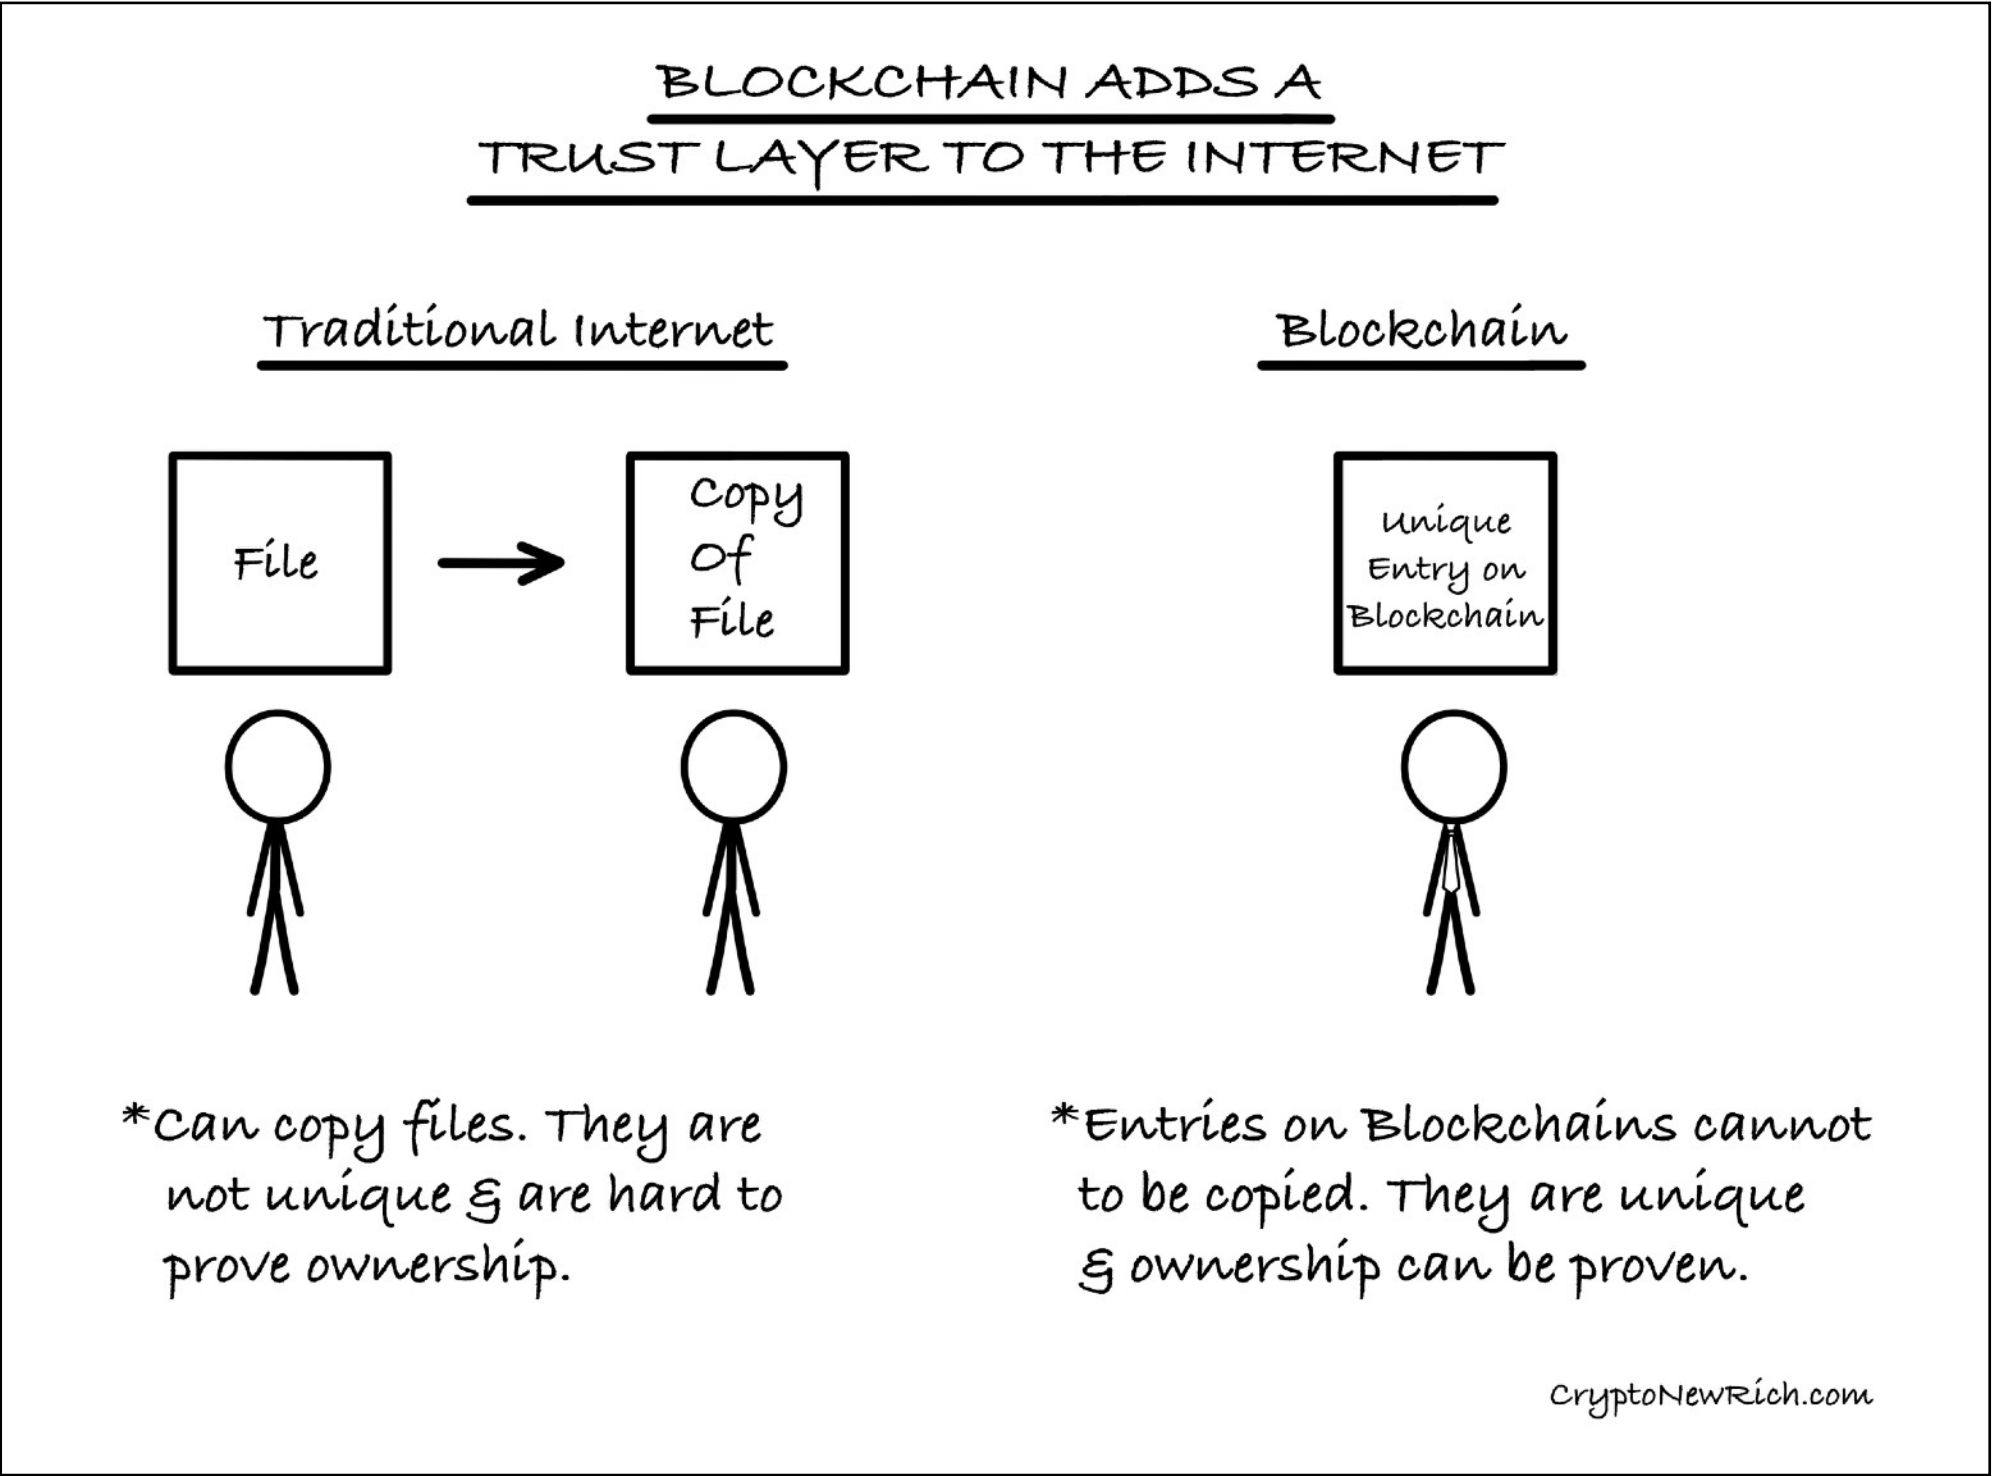 BLOCKCHAIN ADDS A
TRUST LAYER TO THE INTERNET
Traditional Internet
File
Copy
Of
File
*Can copy files. They are
not unique & are hard to
prove ownership.
Blockchain
Unique
Entry on
Blockchain
*Entries on Blockchains cannot
to be copied. They are unique
& ownership can be proven.
CryptoNewRich.com